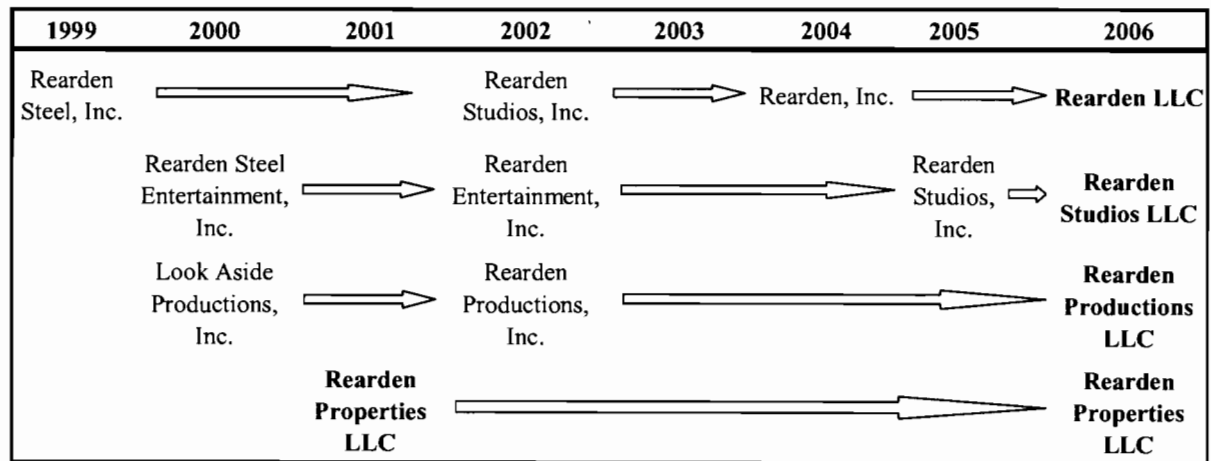 1999 2000 2001 2002 2003 2004 2005 2006
Rearden Rearden
Steel, Inc. Studios, Inc. Rearden, Inc. Rearden LLC
Rearden Steel Rearden Rearden
Entertainment, Entertainment, Studios, Rearden
Inc. Inc. Inc. Studios LLC
Look Aside Rearden Rearden
Productions, Productions, Productions
Inc. Inc. LLC
Rearden Rearden
Properties Properties
LLC LLC